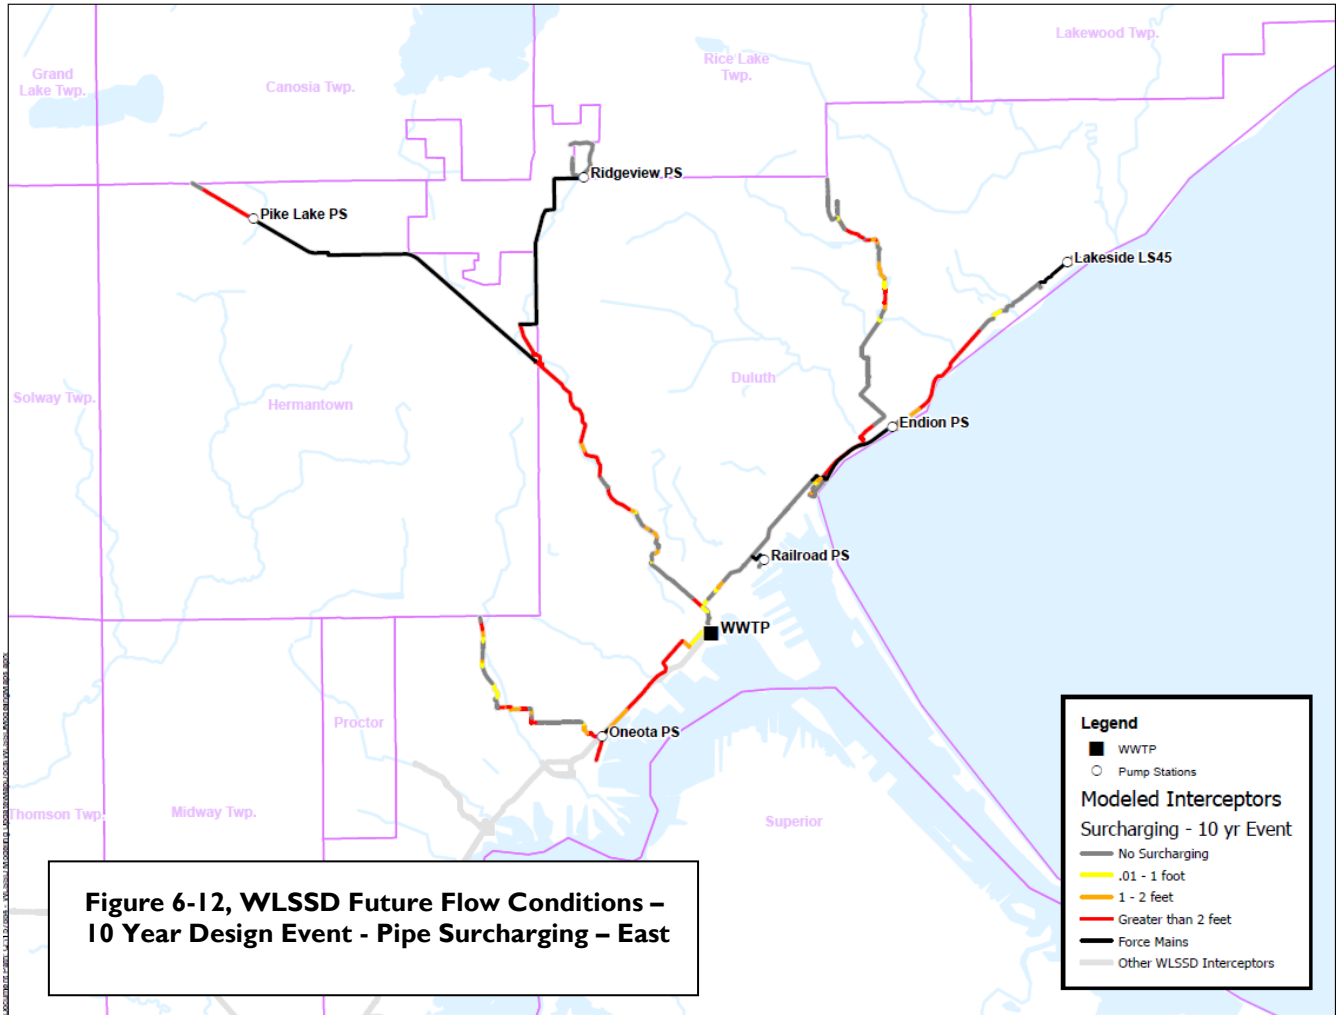 Lakewood Twp.
Rice Lake
Twp.
Grand
Lake Twp.
Canosia Twp.
Ridgeview PS
Pike Lake PS
Lakeside LS45
Duluth
Solway Twp.
Hermantown
Endion PS
Railroad PS
WWTP
Proctor
Oneota PS
Thomson Twp.
Midway Twp.
Superior
Legend
WWTP
Pump Stations
Modeled Interceptors
Surcharging - 10 yr Event
No Surcharging
.01 - 1 foot
1 - 2 feet
Greater than 2 feet
Force Mains
Other WLSSD Interceptors
Figure 6-12, WLSSD Future Flow Conditions –
10 Year Design Event - Pipe Surcharging – East